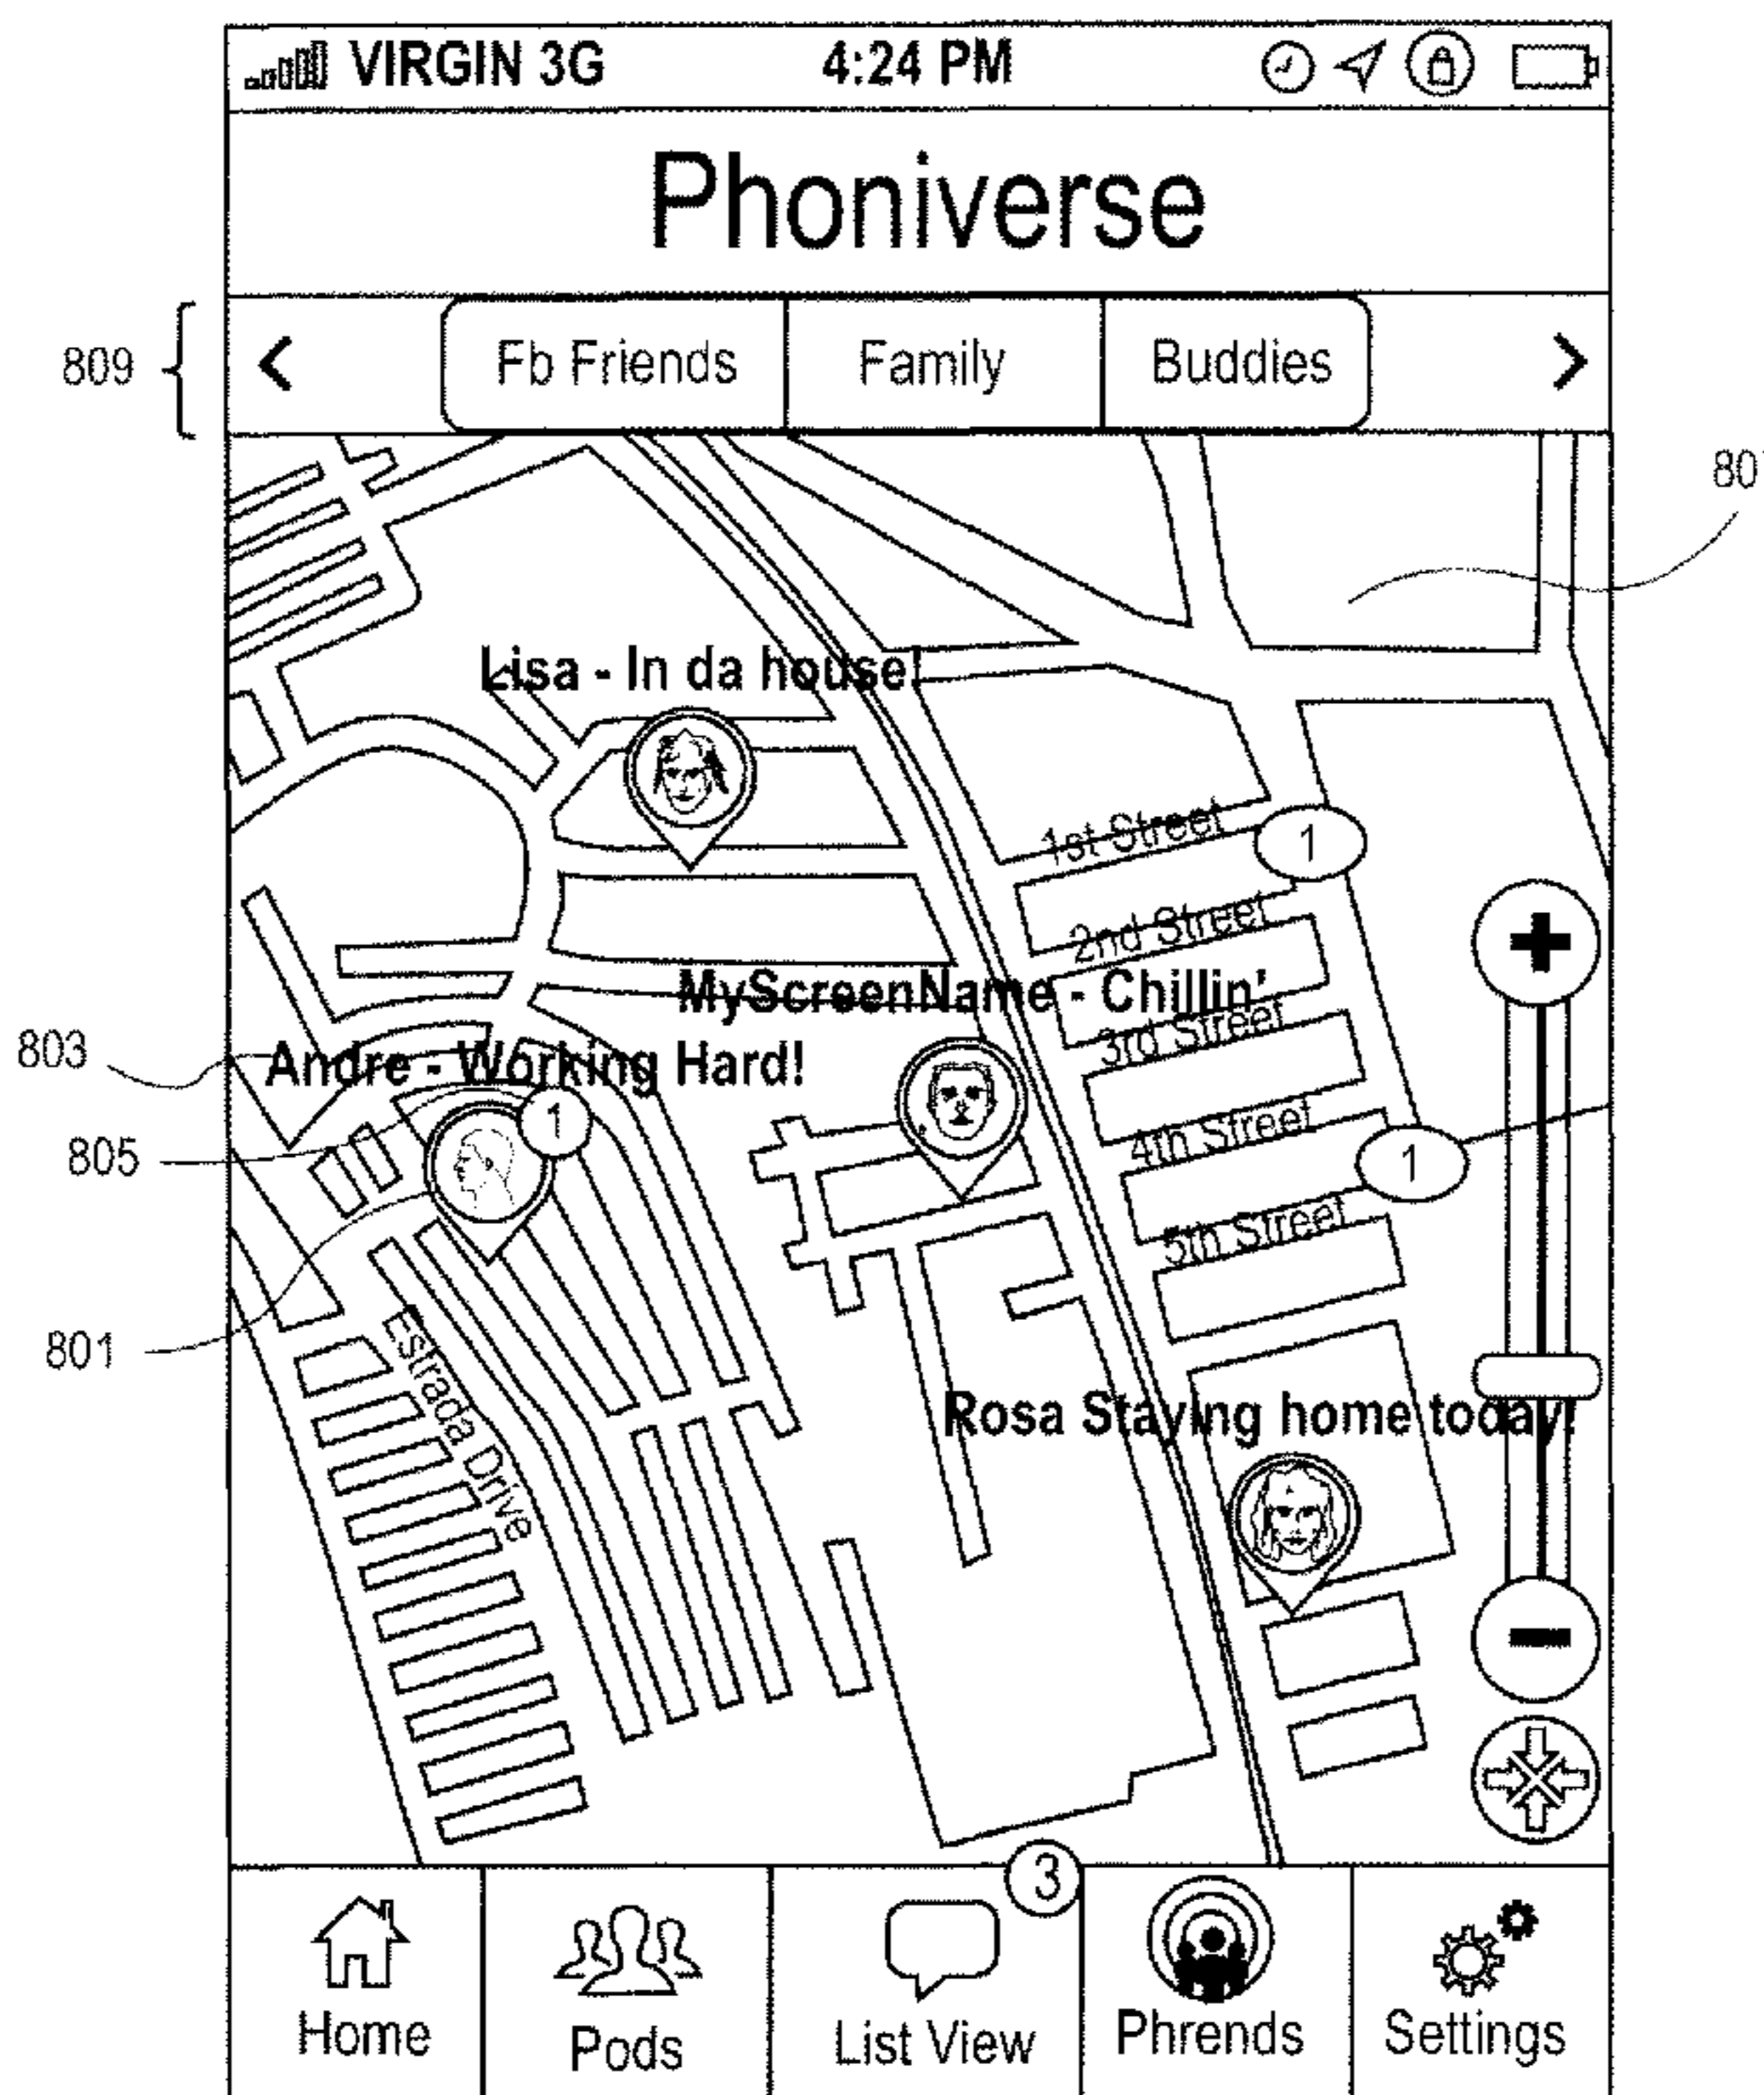 VIRGIN 3G 4:24 PM
Phoniverse
809
< Fb Friends Family Buddies >
Lisa - In da house!
1st Street
1
2nd Street
MyScreenName - Chillin'
3rd Street
803
Andre - Working Hard!
1
805
4th Street
1
5th Street
801
Estrada Drive
Rosa Staying home today!
3
Home Pods List View Phrends Settings